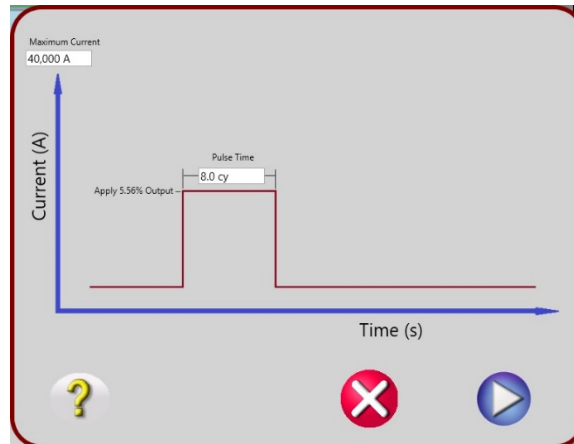 Maximum Current
40,000 A
Current (A)
Pulse Time
8.0 cy
Apply 5.56% Output
Time (s)
?